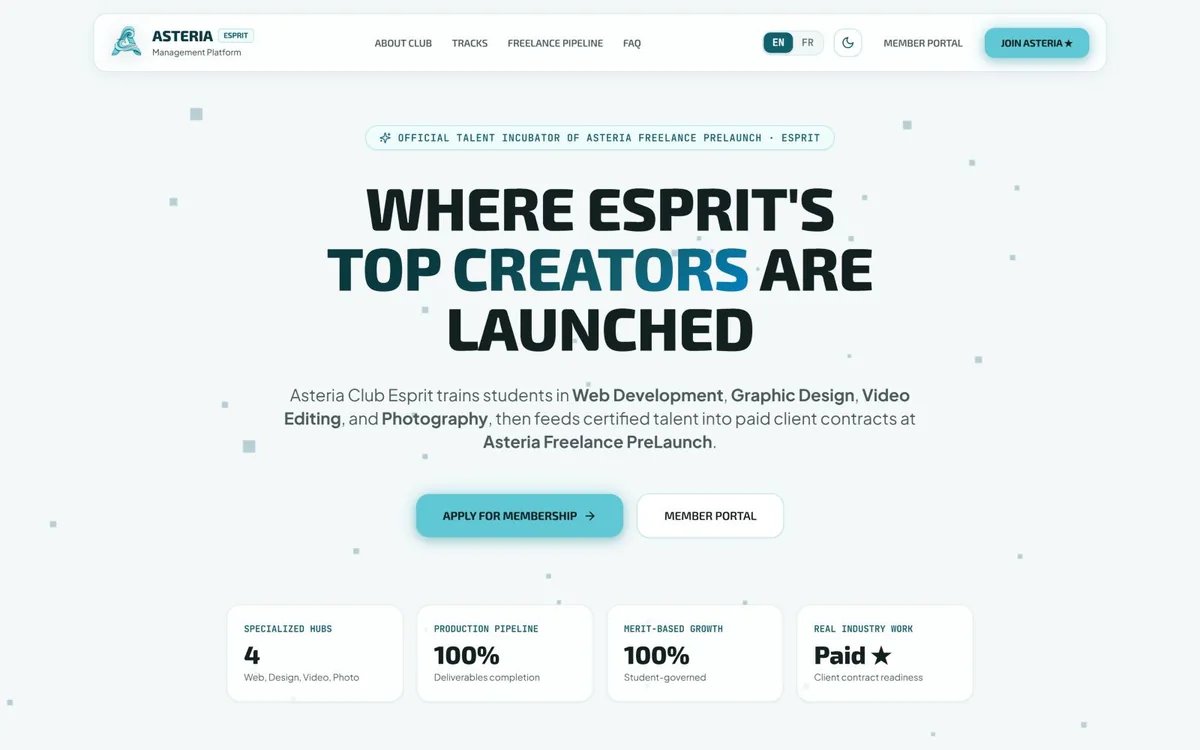 ASTERIA ESPRIT
Management Platform
ABOUT CLUB TRACKS FREELANCE PIPELINE FAQ
EN FR
MEMBER PORTAL
JOIN ASTERIA ★
OFFICIAL TALENT INCUBATOR OF ASTERIA FREELANCE PRELAUNCH · ESPRIT
WHERE ESPRIT'S
TOP CREATORS ARE
LAUNCHED
Asteria Club Esprit trains students in Web Development, Graphic Design, Video
Editing, and Photography, then feeds certified talent into paid client contracts at
Asteria Freelance PreLaunch.
APPLY FOR MEMBERSHIP →
MEMBER PORTAL
SPECIALIZED HUBS
4
Web, Design, Video, Photo
PRODUCTION PIPELINE
100%
Deliverables completion
MERIT-BASED GROWTH
100%
Student-governed
REAL INDUSTRY WORK
Paid ★
Client contract readiness